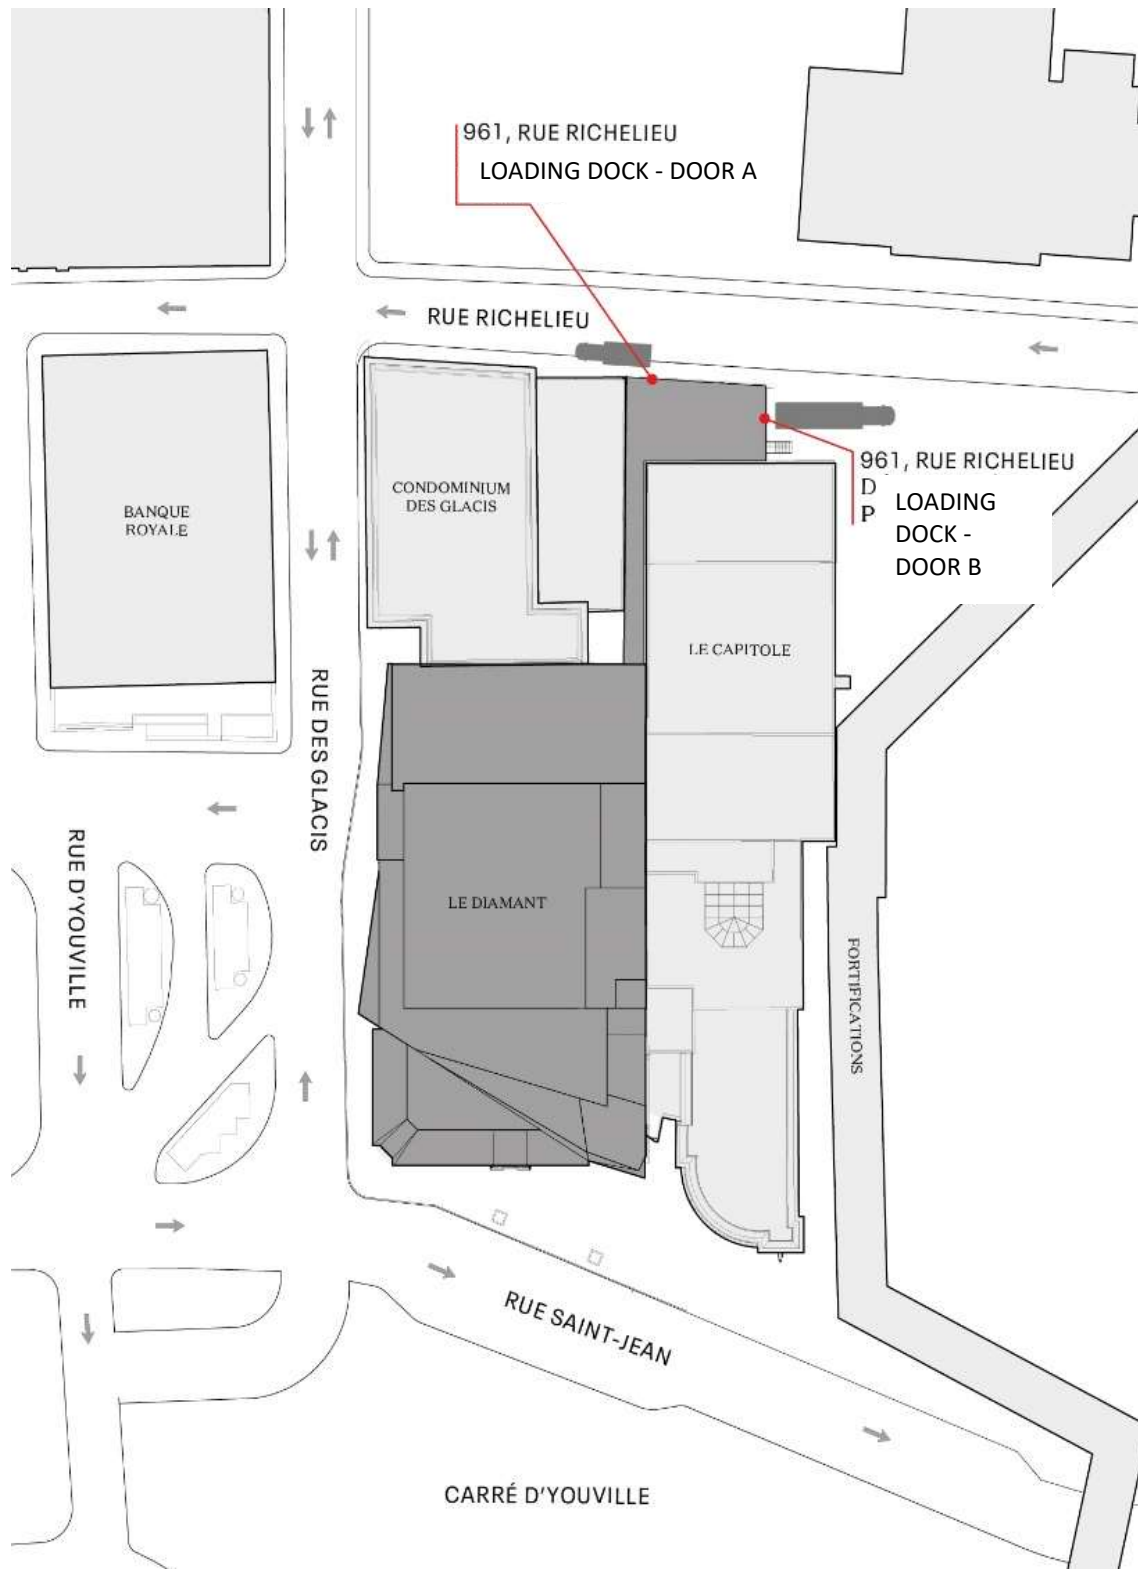 961, RUE RICHELIEU
LOADING DOCK - DOOR A
RUE RICHELIEU
961, RUE RICHELIEU
D
P
LOADING
DOCK -
DOOR B
CONDOMINIUM
DES GLACIS
BANQUE
ROYALE
LE CAPITOLE
RUE DES GLACIS
RUE D'YOUVILLE
LE DIAMANT
FORTIFICATIONS
RUE SAINT-JEAN
CARRÉ D'YOUVILLE